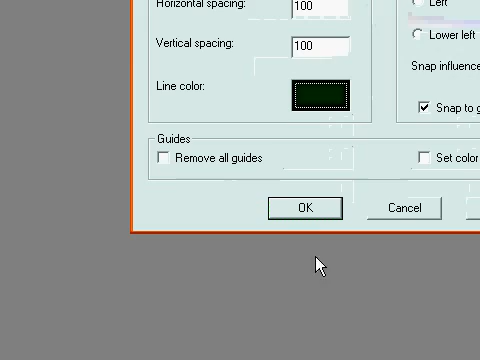 Horizontal spacing: 100
Left
Vertical spacing: 100
Lower left
Line color:
Snap influence
Snap to
Guides
Remove all guides
Set color
OK Cancel